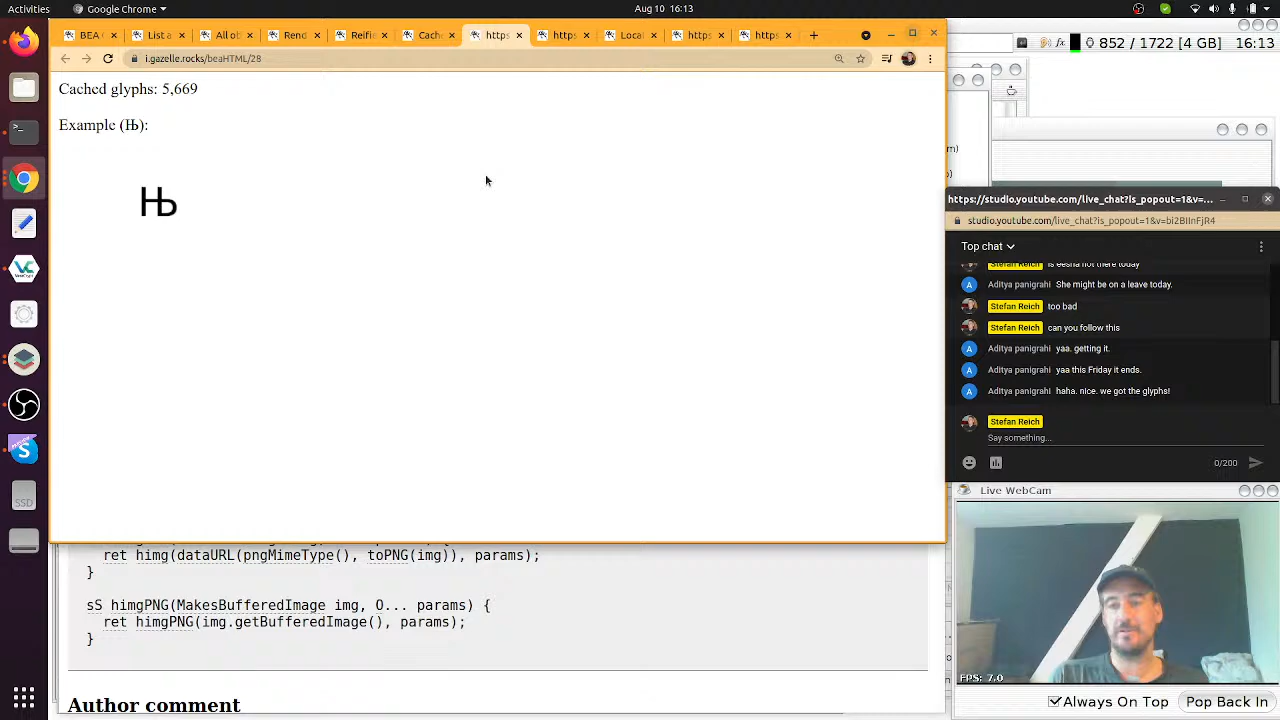 Activities
Google Chrome
Aug 10 16:13
BEA
List a
All ot
Rend
Reifie
Cache
https
http
Local
https
https
852 / 1722 [4 GB] 16:13
i.gazelle.rocks/beaHTML/28
Cached glyphs: 5,669
Example (Њ):
Њ
https://studio.youtube.com/live_chat?is_popout=1&v=...
studio.youtube.com/live_chat?is_popout=1&v=bi2BIInFjR4
Top chat
Stefan Reich is eesha not there today
Aditya panigrahi She might be on a leave today.
Stefan Reich too bad
Stefan Reich can you follow this
Aditya panigrahi yaa. getting it.
Aditya panigrahi yaa this Friday it ends.
Aditya panigrahi haha. nice. we got the glyphs!
Stefan Reich
Say something...
0/200
Live WebCam
FPS: 7.0
Always On Top
Pop Back In
ret himg(dataURL(pngMimeType(), toPNG(img)), params);
}
sS himgPNG(MakesBufferedImage img, O... params) {
ret himgPNG(img.getBufferedImage(), params);
}
Author comment
SSD